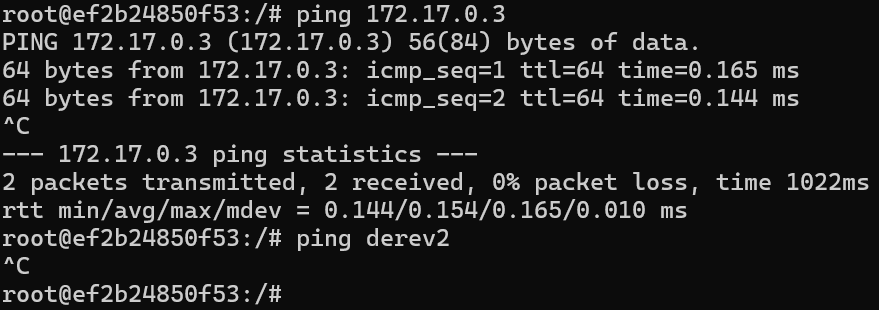 root@ef2b24850f53:/# ping 172.17.0.3
PING 172.17.0.3 (172.17.0.3) 56(84) bytes of data.
64 bytes from 172.17.0.3: icmp_seq=1 ttl=64 time=0.165 ms
64 bytes from 172.17.0.3: icmp_seq=2 ttl=64 time=0.144 ms
^C
--- 172.17.0.3 ping statistics ---
2 packets transmitted, 2 received, 0% packet loss, time 1022ms
rtt min/avg/max/mdev = 0.144/0.154/0.165/0.010 ms
root@ef2b24850f53:/# ping derev2
^C
root@ef2b24850f53:/#